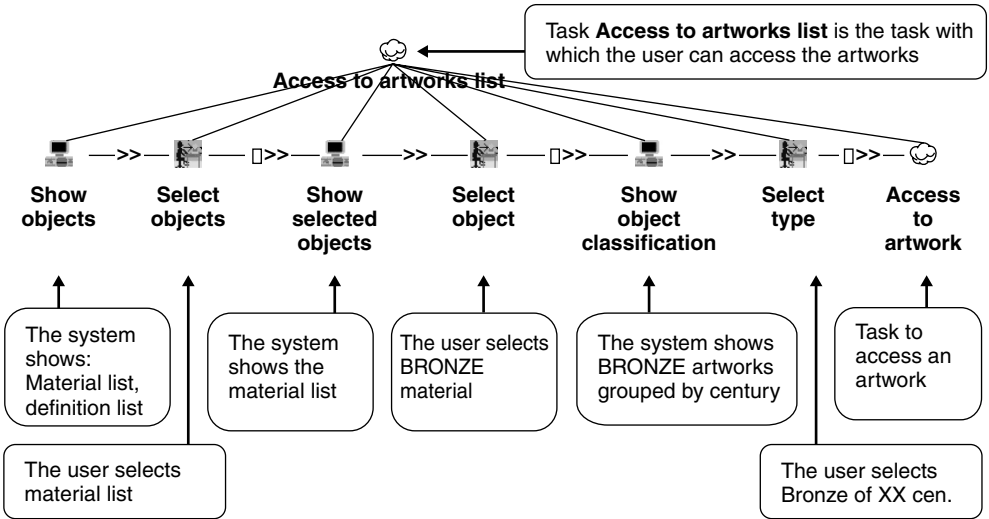 Task Access to artworks list is the task with
which the user can access the artworks
Access to artworks list
>> []>> >> []>> >> []>>
Show
objects
Select
objects
Show
selected
objects
Select
object
Show
object
classification
Select
type
Access
to
artwork
The system
shows:
Material list,
definition list
The user selects
material list
The system
shows the
material list
The user selects
BRONZE
material
The system shows
BRONZE artworks
grouped by century
The user selects
Bronze of XX cen.
Task to
access an
artwork